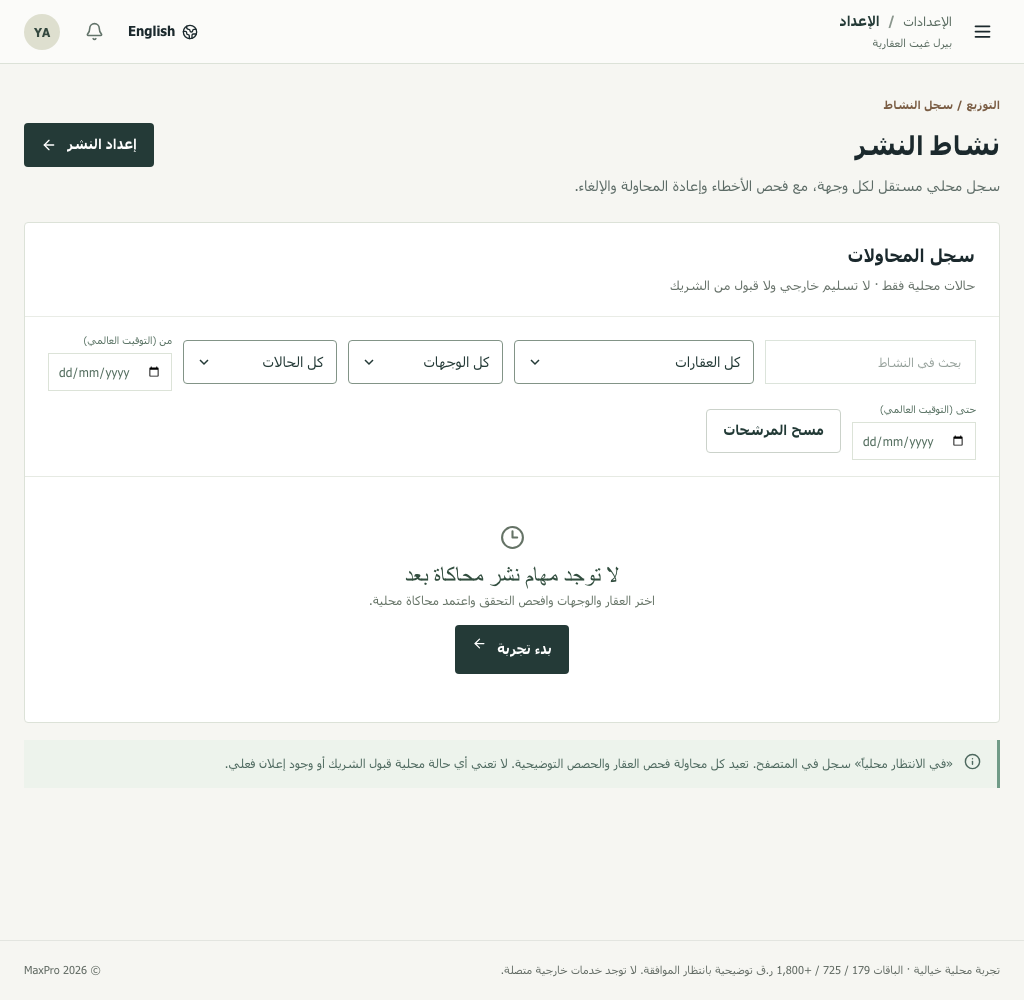 الإعدادات / الإعداد
بيرل غيت العقارية
English
YA
التوزيع / سجل النشاط
نشاط النشر
إعداد النشر
سجل محلي مستقل لكل وجهة، مع فحص الأخطاء وإعادة المحاولة والإلغاء.
سجل المحاولات
حالات محلية فقط · لا تسليم خارجي ولا قبول من الشريك
بحث في النشاط
كل العقارات
كل الوجهات
كل الحالات
من (التوقيت العالمي)
dd/mm/yyyy
حتى (التوقيت العالمي)
dd/mm/yyyy
مسح المرشحات
لا توجد مهام نشر محاكاة بعد
اختر العقار والوجهات وافحص التحقق واعتمد محاكاة محلية.
بدء تجربة
«في الانتظار محلياً» سجل في المتصفح. تعيد كل محاولة فحص العقار والحصص التوضيحية. لا تعني أي حالة محلية قبول الشريك أو وجود إعلان فعلي.
تجربة محلية خيالية · الباقات 179 / 725 / 1,800+ ر.ق توضيحية بانتظار الموافقة. لا توجد خدمات خارجية متصلة.
© 2026 MaxPro